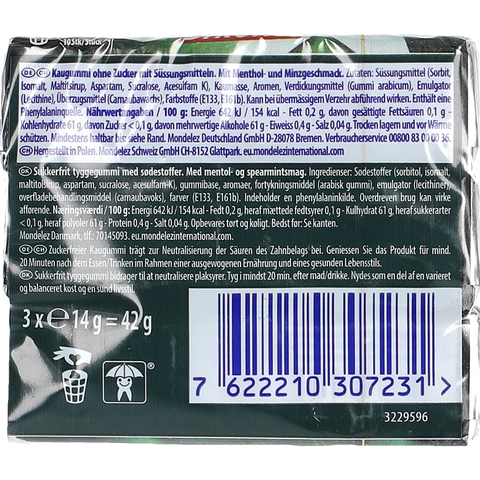 10 Stk/Stück
DE CH Kaugummi ohne Zucker mit Süssungsmitteln. Mit Menthol- und Minzgeschmack. Zutaten: Süssungsmittel (Sorbit,
Isomalt, Maltitsirup, Aspartam, Sucralose, Acesulfam K), Kaumasse, Aromen, Verdickungsmittel (Gummi arabicum), Emulgator
(Lecithine), Überzugsmittel (Carnaubawachs), Farbstoffe (E133, E161b). Kann bei übermässigem Verzehr abführend wirken. Enthält eine
Phenylalaninquelle. Nährwertangaben / 100 g: Energie 642 kJ / 154 kcal - Fett 0,2 g, davon gesättigte Fettsäuren 0,1 g -
Kohlenhydrate 61 g, davon Zucker < 0,1 g, davon mehrwertige Alkohole 61 g - Eiweiss 0,4 g - Salz 0,04 g. Trocken lagern und vor Wärme
schützen. Mindestens haltbar bis: siehe Rand. Mondelez Deutschland GmbH D-28078 Bremen. Verbraucherservice 00800 83 00 00 36.
CH Hergestellt in Polen. Mondelez Schweiz GmbH CH-8152 Glattpark. eu.mondelezinternational.com
DK Sukkerfrit tyggegummi med sødestoffer. Med mentol- og spearmintsmag. Ingredienser: Sødestoffer (sorbitol, isomalt,
maltitolsirup, aspartam, sucralose, acesulfam-K), gummibase, aromaer, fortykningsmiddel (arabisk gummi), emulgator (lecithiner),
overfladebehandlingsmiddel (carnaubavoks), farver (E133, E161b). Indeholder en phenylalaninkilde. Overdreven brug kan virke
afførende. Næringsværdi / 100 g: Energi 642 kJ / 154 kcal - Fedt 0,2 g, heraf mættede fedtsyrer 0,1 g - Kulhydrat 61 g, heraf sukkerarter
< 0,1 g, heraf polyoler 61 g - Protein 0,4 g - Salt 0,04 g. Opbevares tørt og køligt. Bedst før: Se kanten.
Mondelez Danmark, tlf.: 70145093. eu.mondelezinternational.com.
DE CH Zuckerfreier Kaugummi trägt zur Neutralisierung der Säuren des Zahnbelags bei. Geniessen Sie das Produkt für mind.
20 Minuten nach dem Essen/Trinken im Rahmen einer ausgewogenen Ernährung und eines gesunden Lebensstils.
DK Sukkerfrit tyggegummi bidrager til at neutralisere plaksyrer. Tyg i mindst 20 min. efter mad/drikke. Nydes som en del af en varieret
og balanceret kost og en sund livsstil.
3 x ℮ 14 g = 42 g
7 622210 307231 >
3229596